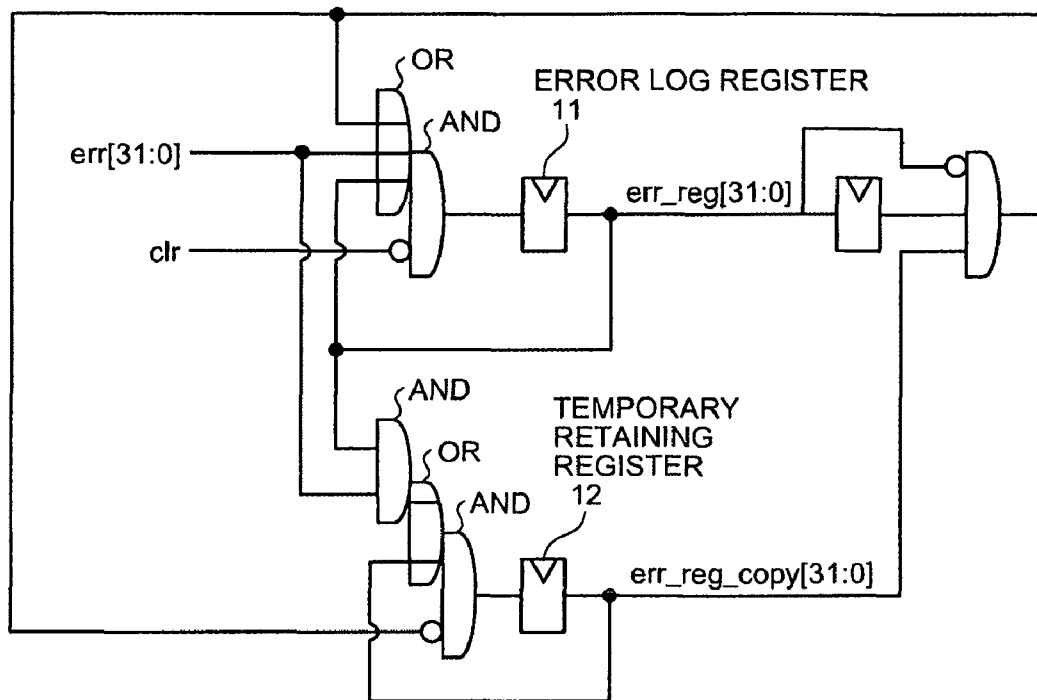 OR
ERROR LOG REGISTER
11
AND
err[31:0]
err_reg[31:0]
clr
AND
TEMPORARY
RETAINING
REGISTER
12
OR
AND
err_reg_copy[31:0]